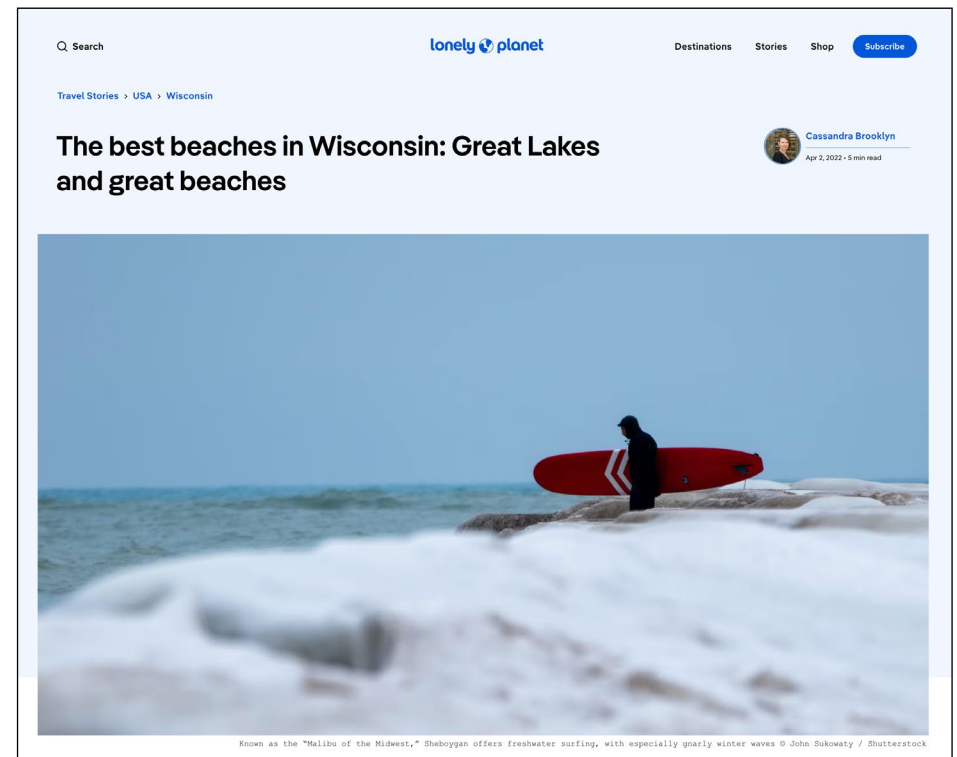 Search
lonely planet
Destinations Stories Shop Subscribe
Travel Stories > USA > Wisconsin
The best beaches in Wisconsin: Great Lakes
and great beaches
Cassandra Brooklyn
Apr 2, 2022 • 5 min read
Known as the "Malibu of the Midwest," Sheboygan offers freshwater surfing, with especially gnarly winter waves © John Sukowaty / Shutterstock